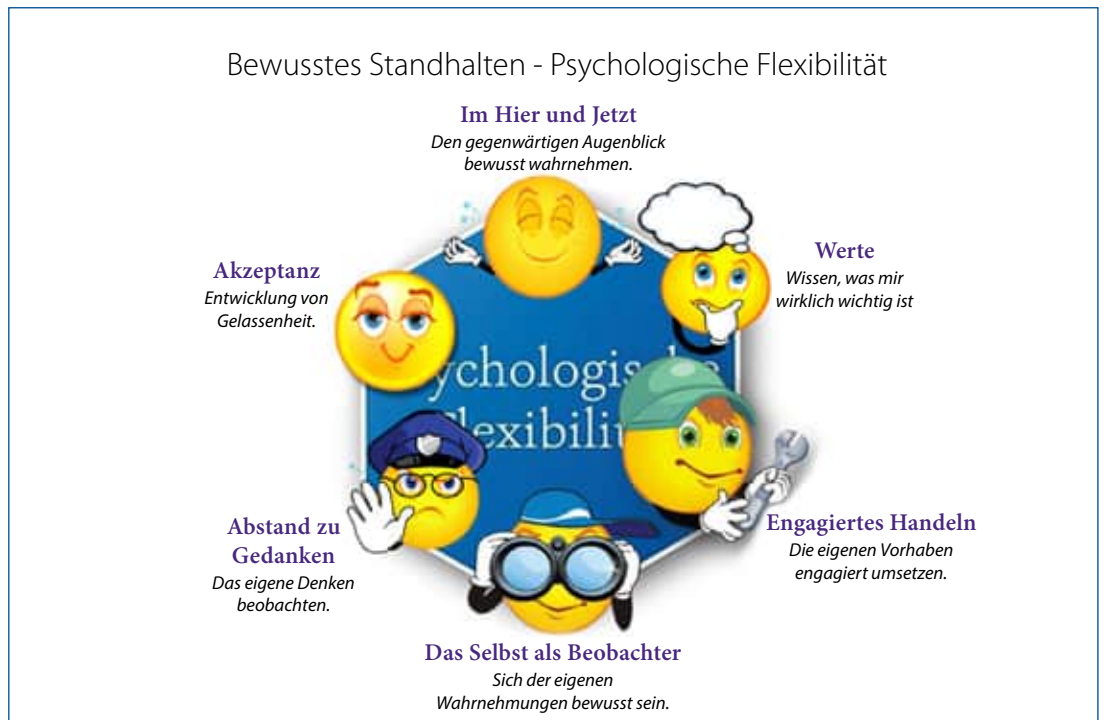 Bewusstes Standhalten - Psychologische Flexibilität
Im Hier und Jetzt
Den gegenwärtigen Augenblick
bewusst wahrnehmen.
Werte
Wissen, was mir
wirklich wichtig ist
Akzeptanz
Entwicklung von
Gelassenheit.
Abstand zu
Gedanken
Das eigene Denken
beobachten.
Engagiertes Handeln
Die eigenen Vorhaben
engagiert umsetzen.
Das Selbst als Beobachter
Sich der eigenen
Wahrnehmungen bewusst sein.